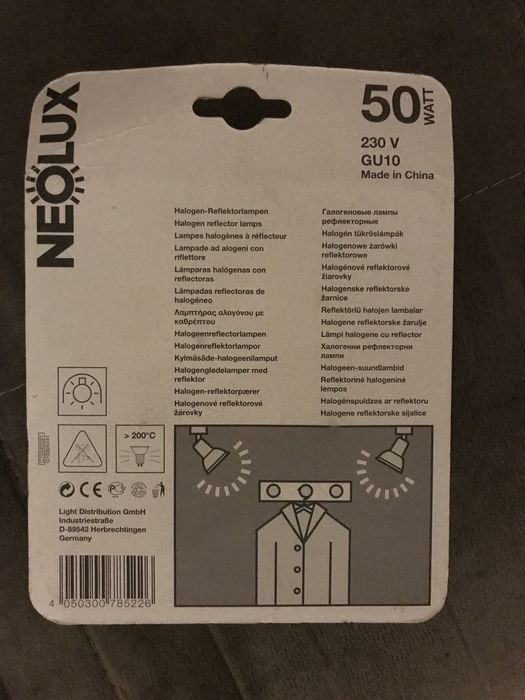 NEOLUX
50 WATT
230 V
GU10
Made in China
Halogen-Reflektorlampen
Halogen reflector lamps
Lampes halogènes à réflecteur
Lampade ad alogeni con
riflettore
Lámparas halógenas con
reflectoras
Lâmpadas reflectoras de
halogéneo
Λαμπτήρας αλογόνου με
καθρέπτου
Halogeenreflectorlampen
Halogenreflektorlampor
Kylmäsäde-halogeenilamput
Halogenglødelamper med
reflektor
Halogen-reflektorpærer
Halogenové reflektorové
žárovky
Галогеновые лампы
рефлекторные
Halogén tükröslámpák
Halogenowe żarówki
reflektorowe
Halogénové reflektorové
žiarovky
Halogenske reflektorske
žarnice
Reflektörlü halojen lambalar
Halogene reflektorske žarulje
Lămpi halogene cu reflector
Халогенни рефлекторни
лампи
Halogeen-suundlambid
Reflektorinė halogeninė
lempos
Halogēnspuldzes ar reflektoru
Halogene reflektorske sijalice
> 200°C
CE
Light Distribution GmbH
Industriestraße
D-89542 Herbrechtingen
Germany
4 050300 785226